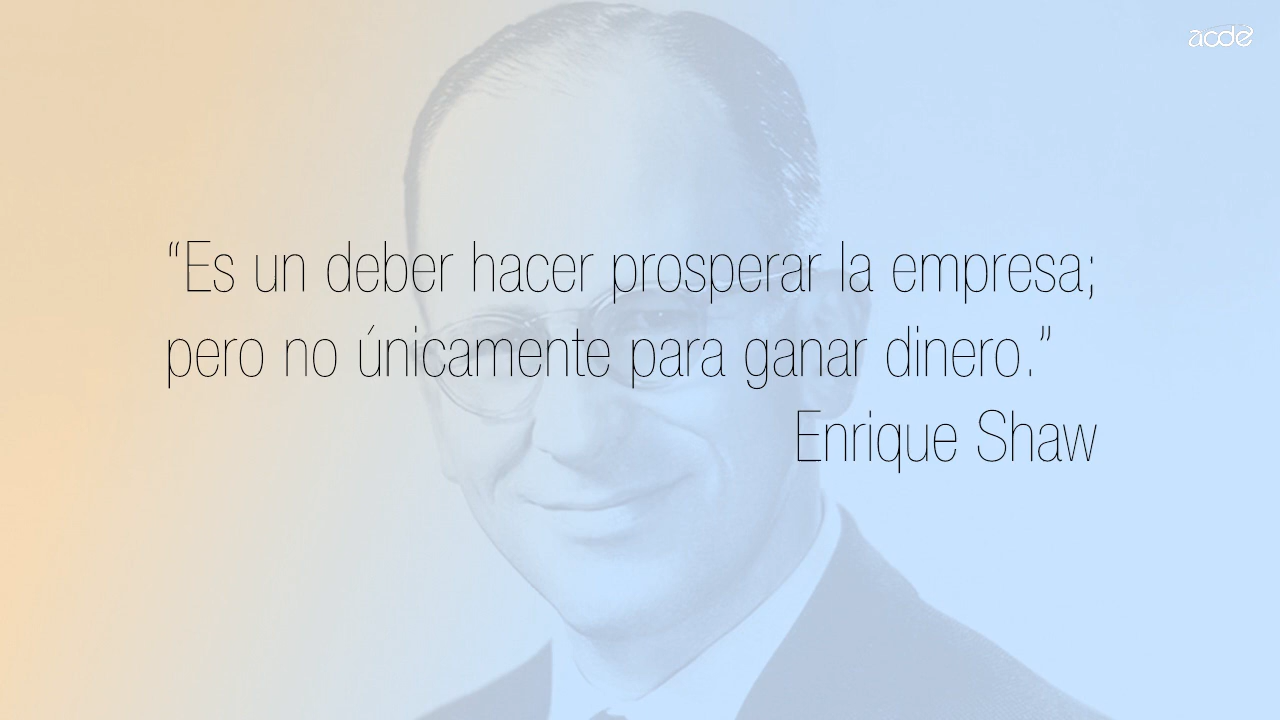 acde
“Es un deber hacer prosperar la empresa;
pero no únicamente para ganar dinero.”
Enrique Shaw